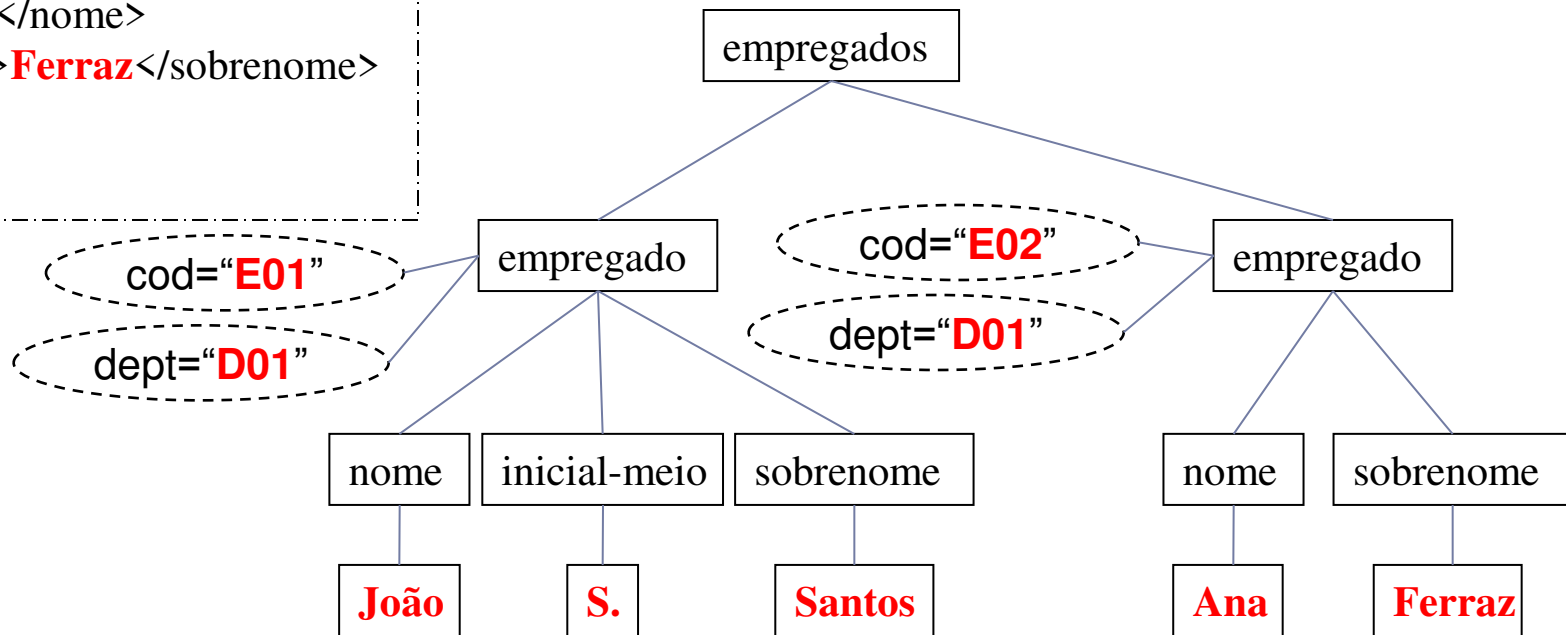 </nome>
>Ferraz</sobrenome>
empregados
cod=“E01”
dept=“D01”
empregado
cod=“E02”
dept=“D01”
empregado
nome
inicial-meio
sobrenome
nome
sobrenome
João
S.
Santos
Ana
Ferraz